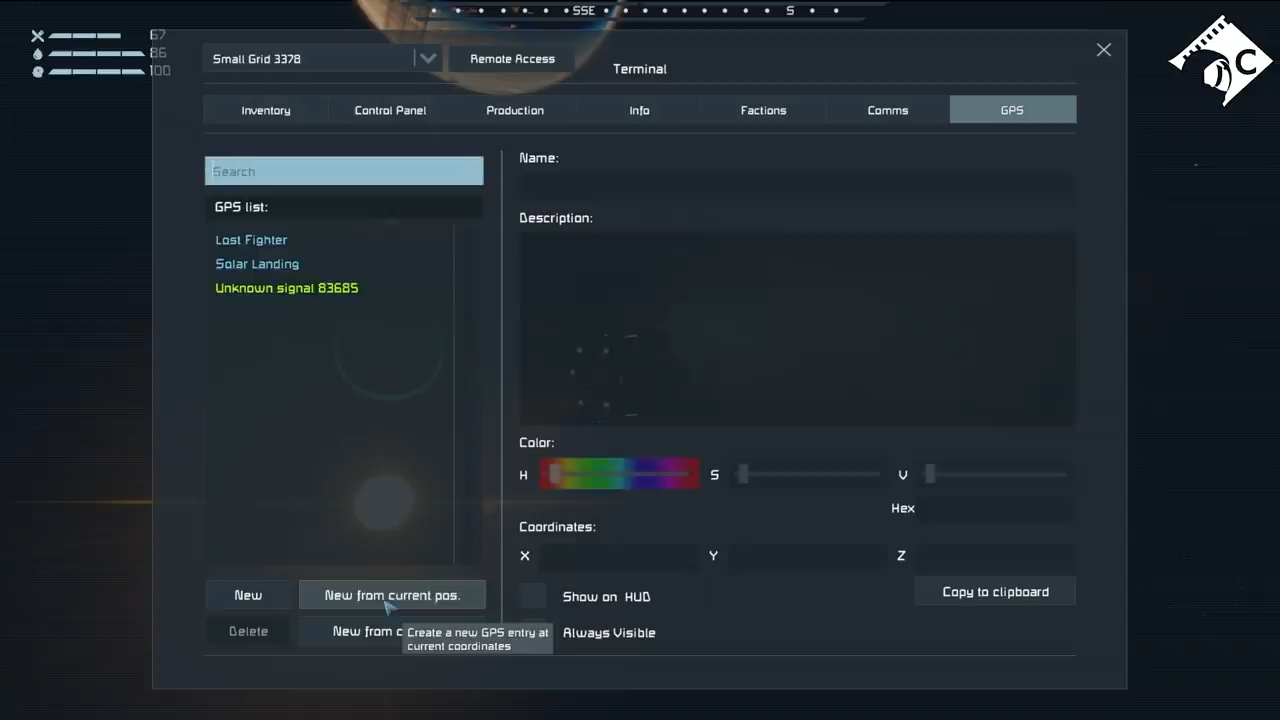 SSE
S
67
86
100
Small Grid 3378
Remote Access
Terminal
Inventory
Control Panel
Production
Info
Factions
Comms
GPS
Search
GPS list:
Lost Fighter
Solar Landing
Unknown signal 83685
New
New from current pos.
Delete
New from c
Create a new GPS entry at
current coordinates
Name:
Description:
Color:
H
S
V
Hex
Coordinates:
X
Y
Z
Show on HUD
Copy to clipboard
Always Visible
C